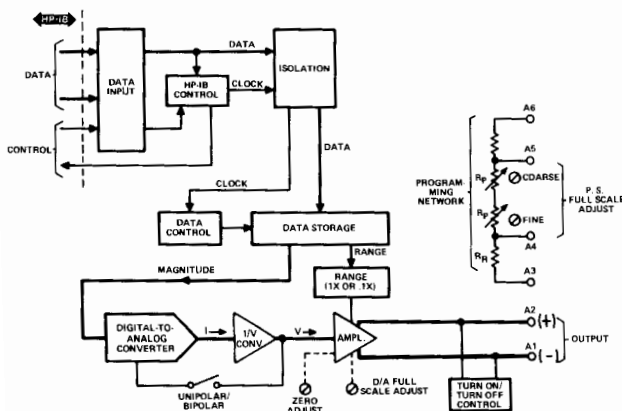 HP-IB
DATA
CONTROL
DATA
INPUT
DATA
HP-IB
CONTROL
CLOCK
ISOLATION
DATA
CLOCK
DATA
CONTROL
DATA STORAGE
RANGE
RANGE
(1X OR .1X)
MAGNITUDE
DIGITAL-TO-
ANALOG
CONVERTER
I
I/V
CONV.
V
AMPL.
UNIPOLAR/
BIPOLAR
ZERO
ADJUST
D/A FULL
SCALE ADJUST
TURN ON/
TURN OFF
CONTROL
A2
(+)
A1
(-)
OUTPUT
PROGRAM-
MING
NETWORK
A6
A5
RP
COARSE
RP
FINE
A4
RR
A3
P. S.
FULL SCALE
ADJUST